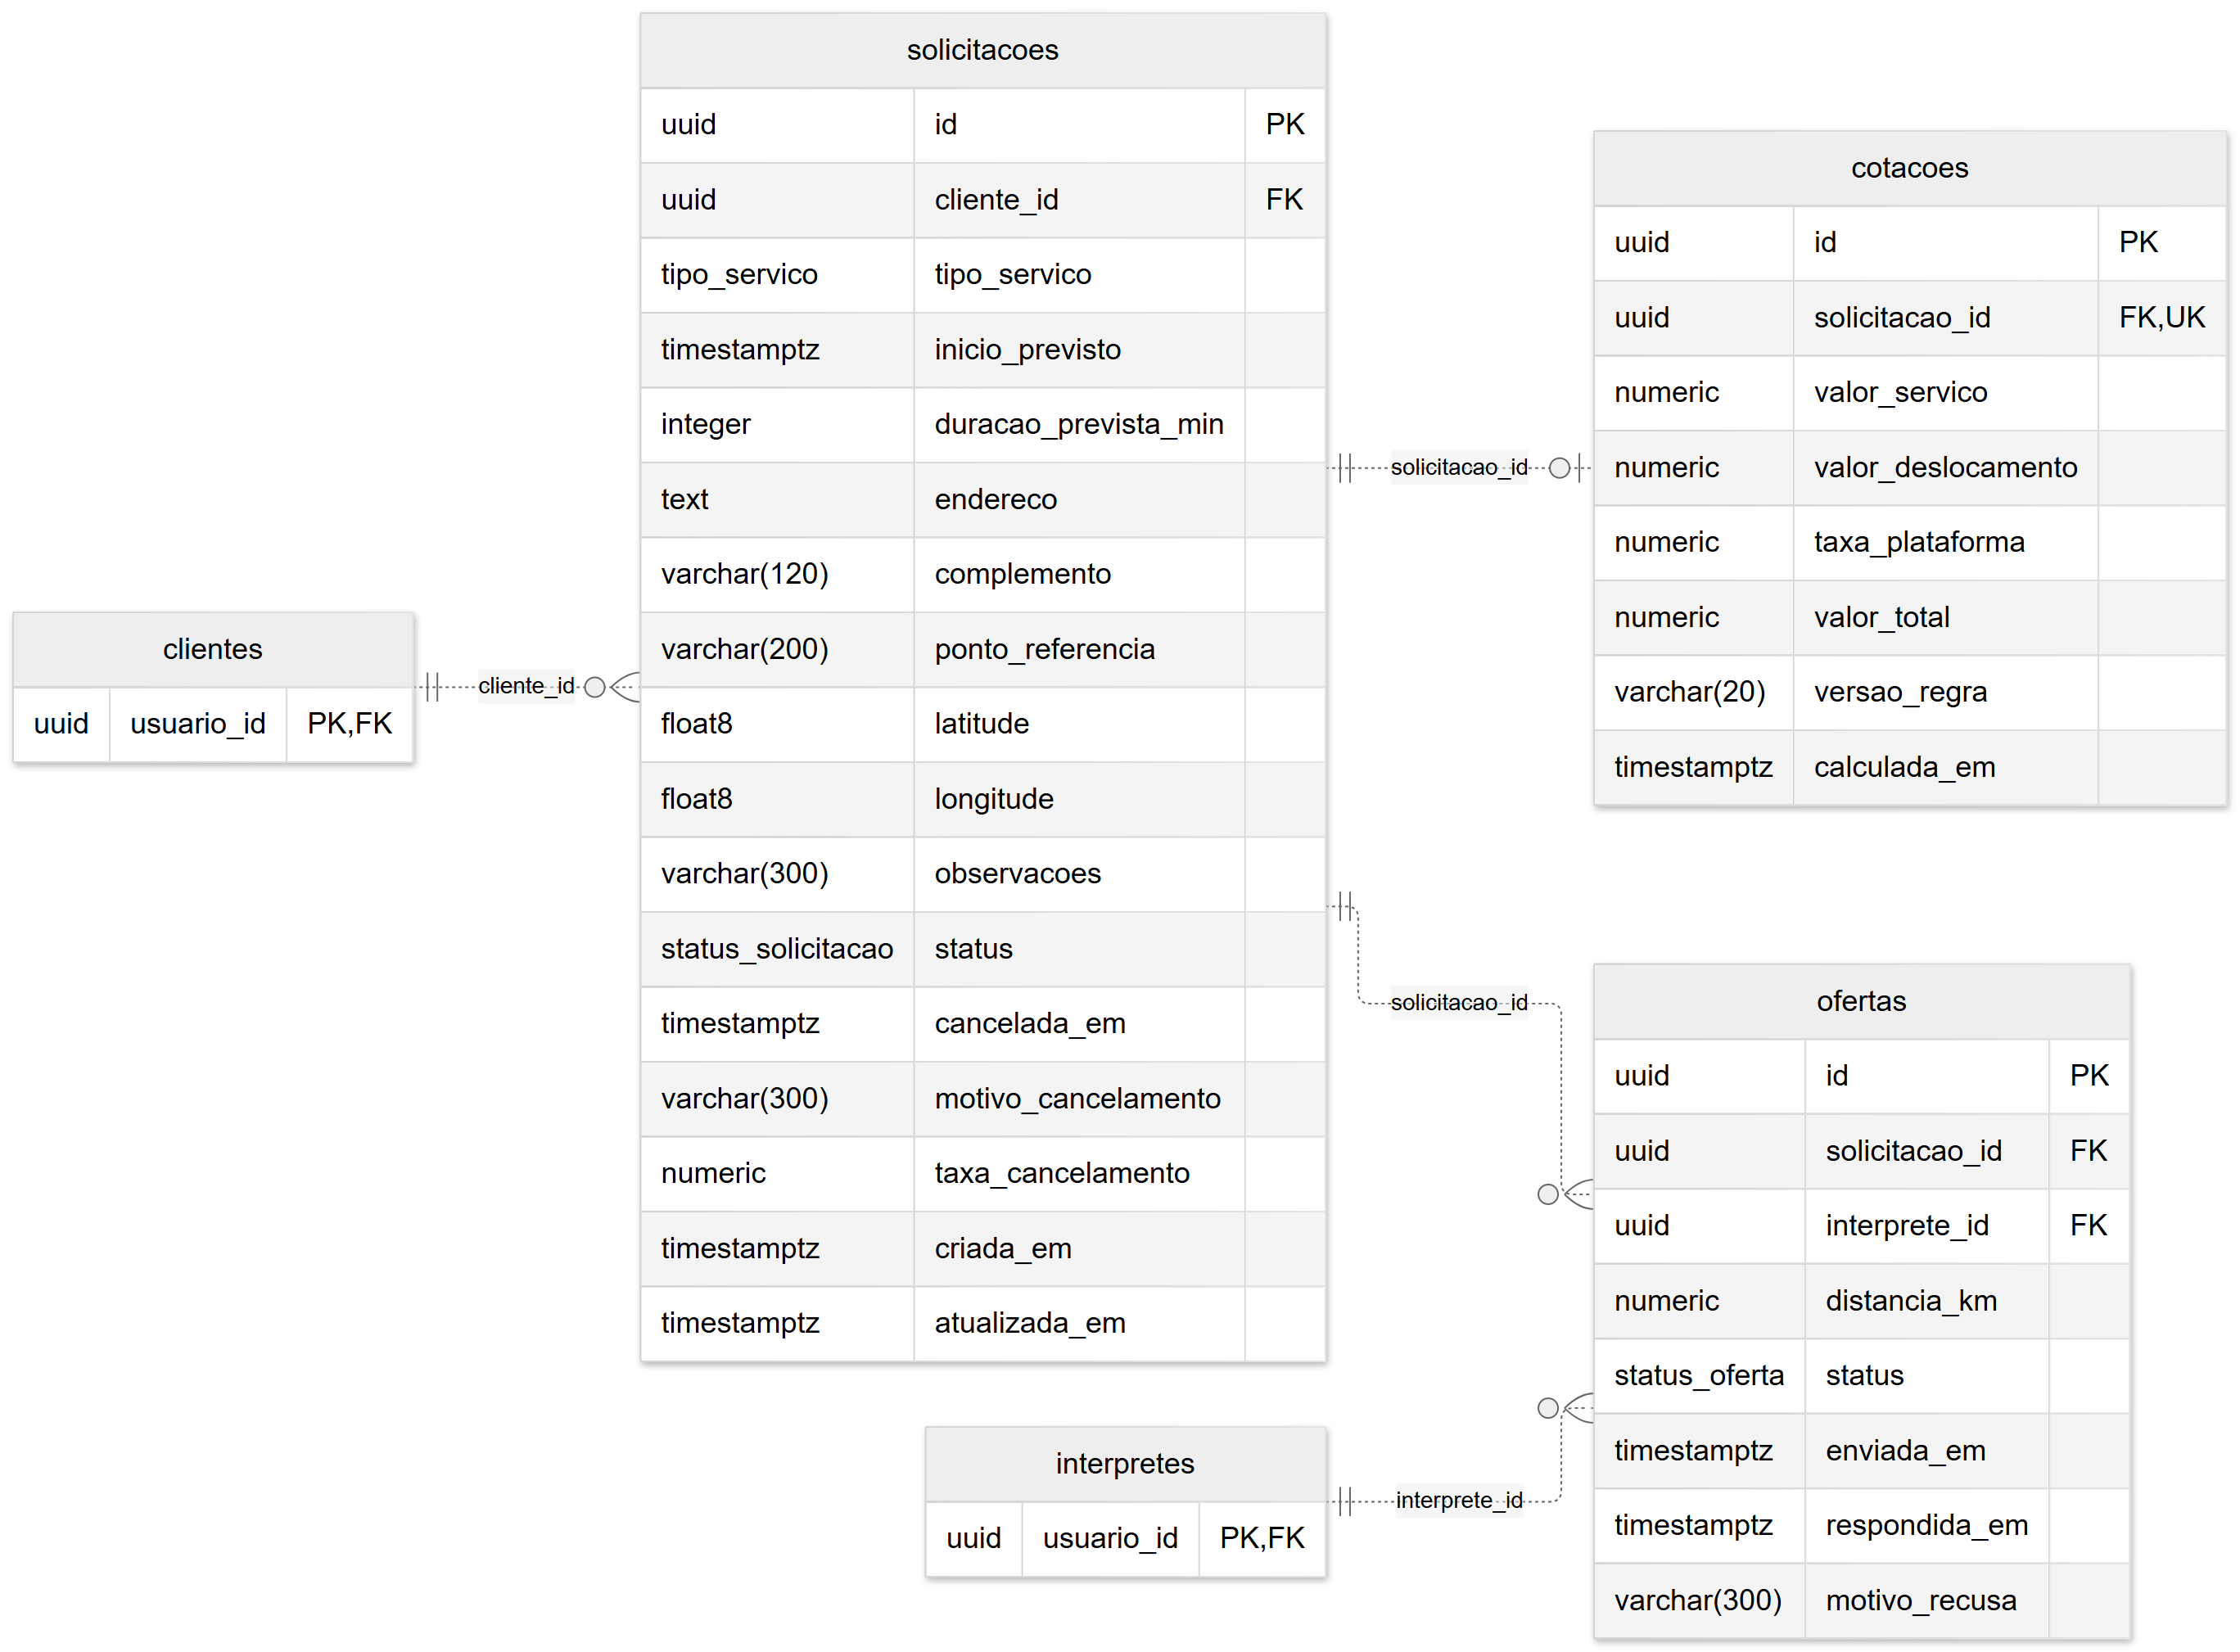 solicitacoes
uuid id PK
uuid cliente_id FK
tipo_servico tipo_servico
timestamptz inicio_previsto
integer duracao_prevista_min
text endereco
varchar(120) complemento
varchar(200) ponto_referencia
float8 latitude
float8 longitude
varchar(300) observacoes
status_solicitacao status
timestamptz cancelada_em
varchar(300) motivo_cancelamento
numeric taxa_cancelamento
timestamptz criada_em
timestamptz atualizada_em
clientes
uuid usuario_id PK,FK
cliente_id
solicitacao_id
cotacoes
uuid id PK
uuid solicitacao_id FK,UK
numeric valor_servico
numeric valor_deslocamento
numeric taxa_plataforma
numeric valor_total
varchar(20) versao_regra
timestamptz calculada_em
solicitacao_id
ofertas
uuid id PK
uuid solicitacao_id FK
uuid interprete_id FK
numeric distancia_km
status_oferta status
timestamptz enviada_em
timestamptz respondida_em
varchar(300) motivo_recusa
interpretes
uuid usuario_id PK,FK
interprete_id